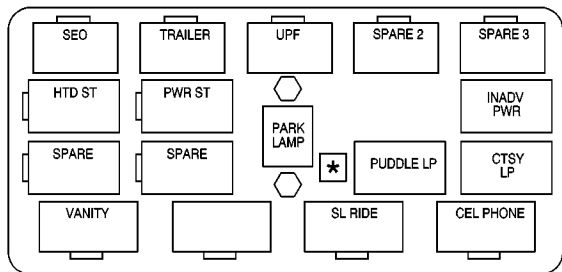 SEO
TRAILER
UPF
SPARE 2
SPARE 3
HTD ST
PWR ST
INADV
PWR
PARK
LAMP
SPARE
SPARE
*
PUDDLE LP
CTSY
LP
VANITY
SL RIDE
CEL PHONE